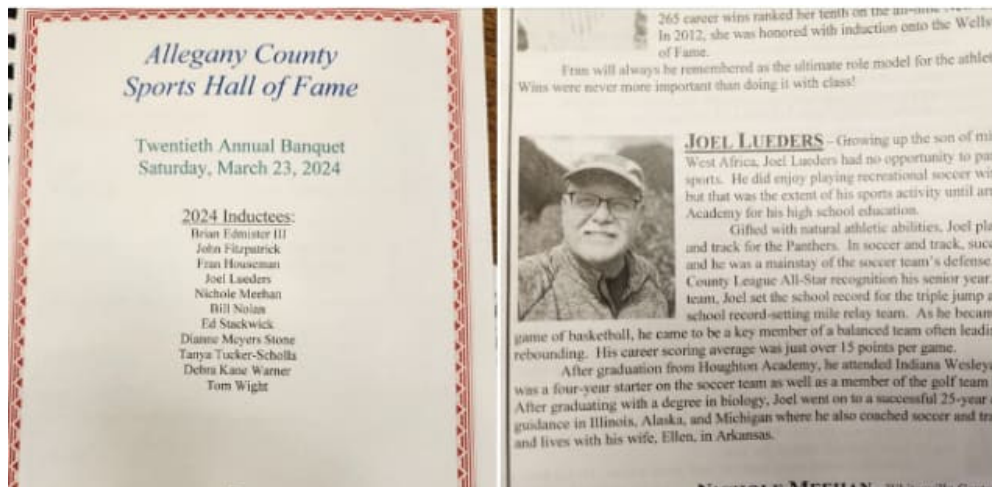 Allegany County
Sports Hall of Fame
Twentieth Annual Banquet
Saturday, March 23, 2024
2024 Inductees:
Brian Edmister III
John Fitzpatrick
Fran Houseman
Joel Lueders
Nichole Meehan
Bill Nolan
Ed Stuckwick
Dianne Meyers Stone
Tanya Tucker-Scholla
Debra Kane Warner
Tom Wight
265 career wins ranked her tenth on the
In 2012, she was honored with induction onto the Wells
of Fame.
Fran will always be remembered as the ultimate role model for the athlet
Wins were never more important than doing it with class!
JOEL LUEDERS – Growing up the son of mi
West Africa, Joel Lueders had no opportunity to pa
sports. He did enjoy playing recreational soccer wi
but that was the extent of his sports activity until
Academy for his high school education.
Gifted with natural athletic abilities, Joel pla
and track for the Panthers. In soccer and track, succ
and he was a mainstay of the soccer team's defense
County League All-Star recognition his senior year.
team, Joel set the school record for the triple jump a
school record-setting mile relay team. As he becam
game of basketball, he came to be a key member of a balanced team often leadi
rebounding. His career scoring average was just over 15 points per game.
After graduation from Houghton Academy, he attended Indiana Wesleya
was a four-year starter on the soccer team as well as a member of the golf team
After graduating with a degree in biology, Joel went on to a successful 25-year
guidance in Illinois, Alaska, and Michigan where he also coached soccer and tra
and lives with his wife, Ellen, in Arkansas.